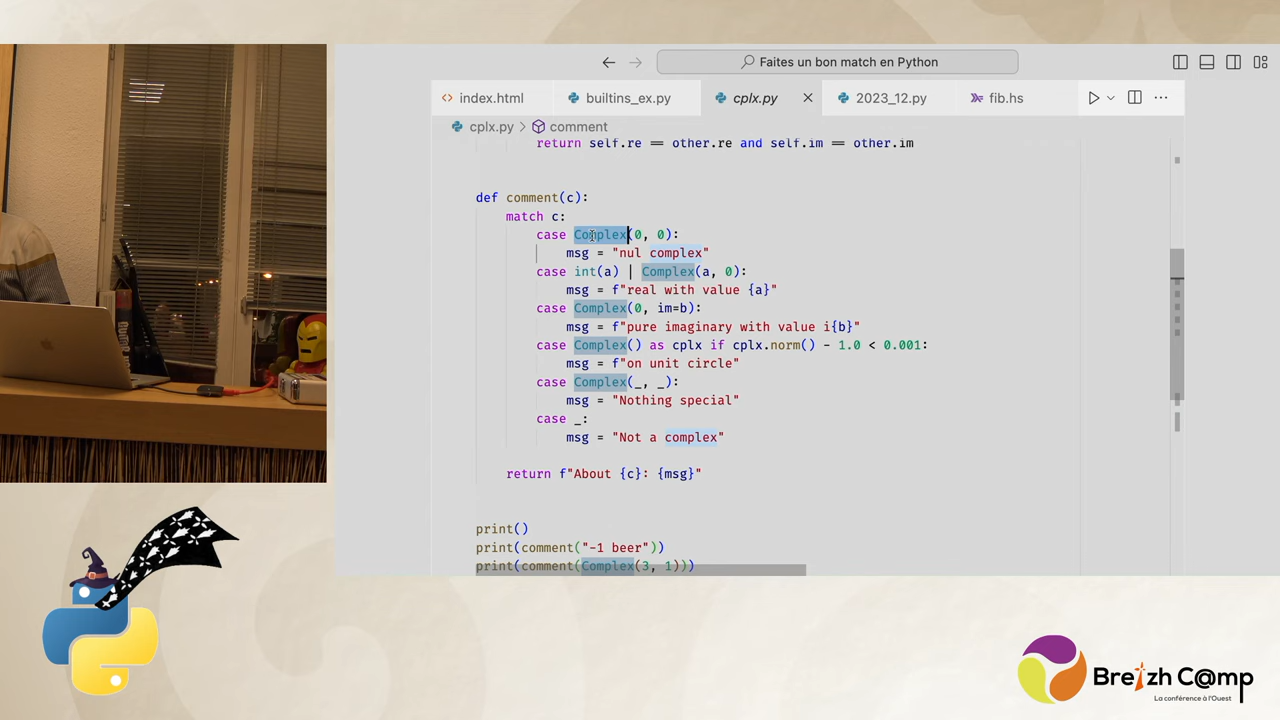 Faites un bon match en Python
index.html
builtins_ex.py
cplx.py
2023_12.py
fib.hs
cplx.py > comment
return self.re == other.re and self.im == other.im
def comment(c):
match c:
case Complex(0, 0):
msg = "nul complex"
case int(a) | Complex(a, 0):
msg = f"real with value {a}"
case Complex(0, im=b):
msg = f"pure imaginary with value i{b}"
case Complex() as cplx if cplx.norm() - 1.0 < 0.001:
msg = f"on unit circle"
case Complex(_, _):
msg = "Nothing special"
case _:
msg = "Not a complex"
return f"About {c}: {msg}"
print()
print(comment("-1 beer"))
print(comment(Complex(3, 1)))
Breizh C@mp
La conférence à l'Ouest